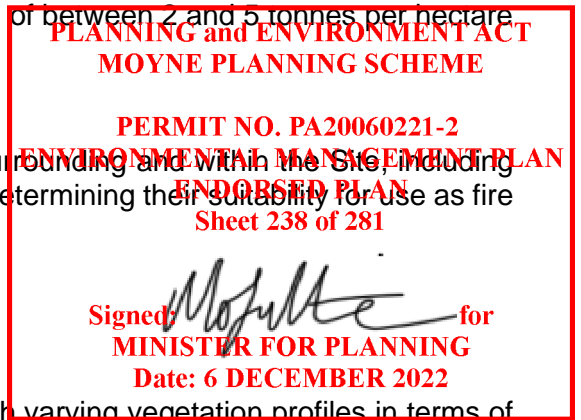 of between 2 and 5 tonnes per hectare
PLANNING and ENVIRONMENT ACT
MOYNE PLANNING SCHEME
PERMIT NO. PA20060221-2
surrounding and within the Site, including
ENVIRONMENTAL MANAGEMENT PLAN
etermining their suitability for use as fire
ENDORSED PLAN
Sheet 238 of 281
Signed: for
MINISTER FOR PLANNING
Date: 6 DECEMBER 2022
varying vegetation profiles in terms of